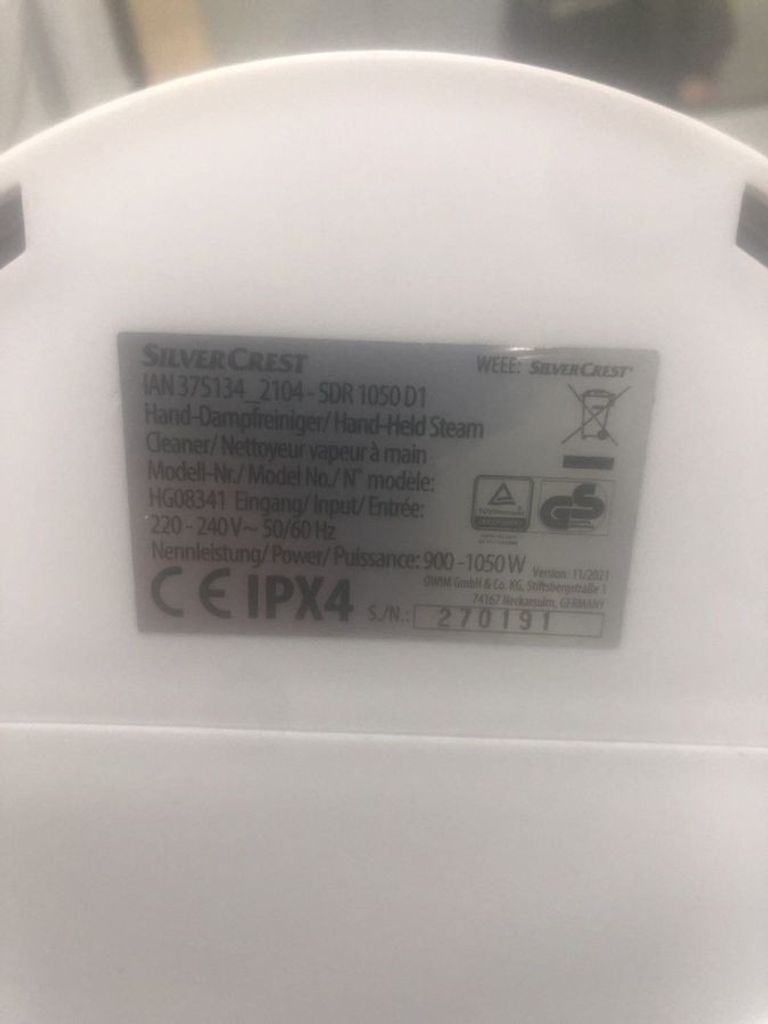 SILVERCREST
WEEE: SILVERCREST®
IAN 375134_2104 - SDR 1050 D1
Hand-Dampfreiniger/ Hand-Held Steam
Cleaner/ Nettoyeur vapeur à main
Modell-Nr./ Model No./ N° modèle:
HG08341 Eingang/ Input/ Entrée:
220 - 240 V~ 50/60 Hz
Nennleistung/ Power/ Puissance: 900 -1050 W
Version: 11/2021
OWIM GmbH & Co. KG, Stiftsbergstraße 1
74167 Neckarsulm, GERMANY
CE IPX4
S./N.: 270191
GS